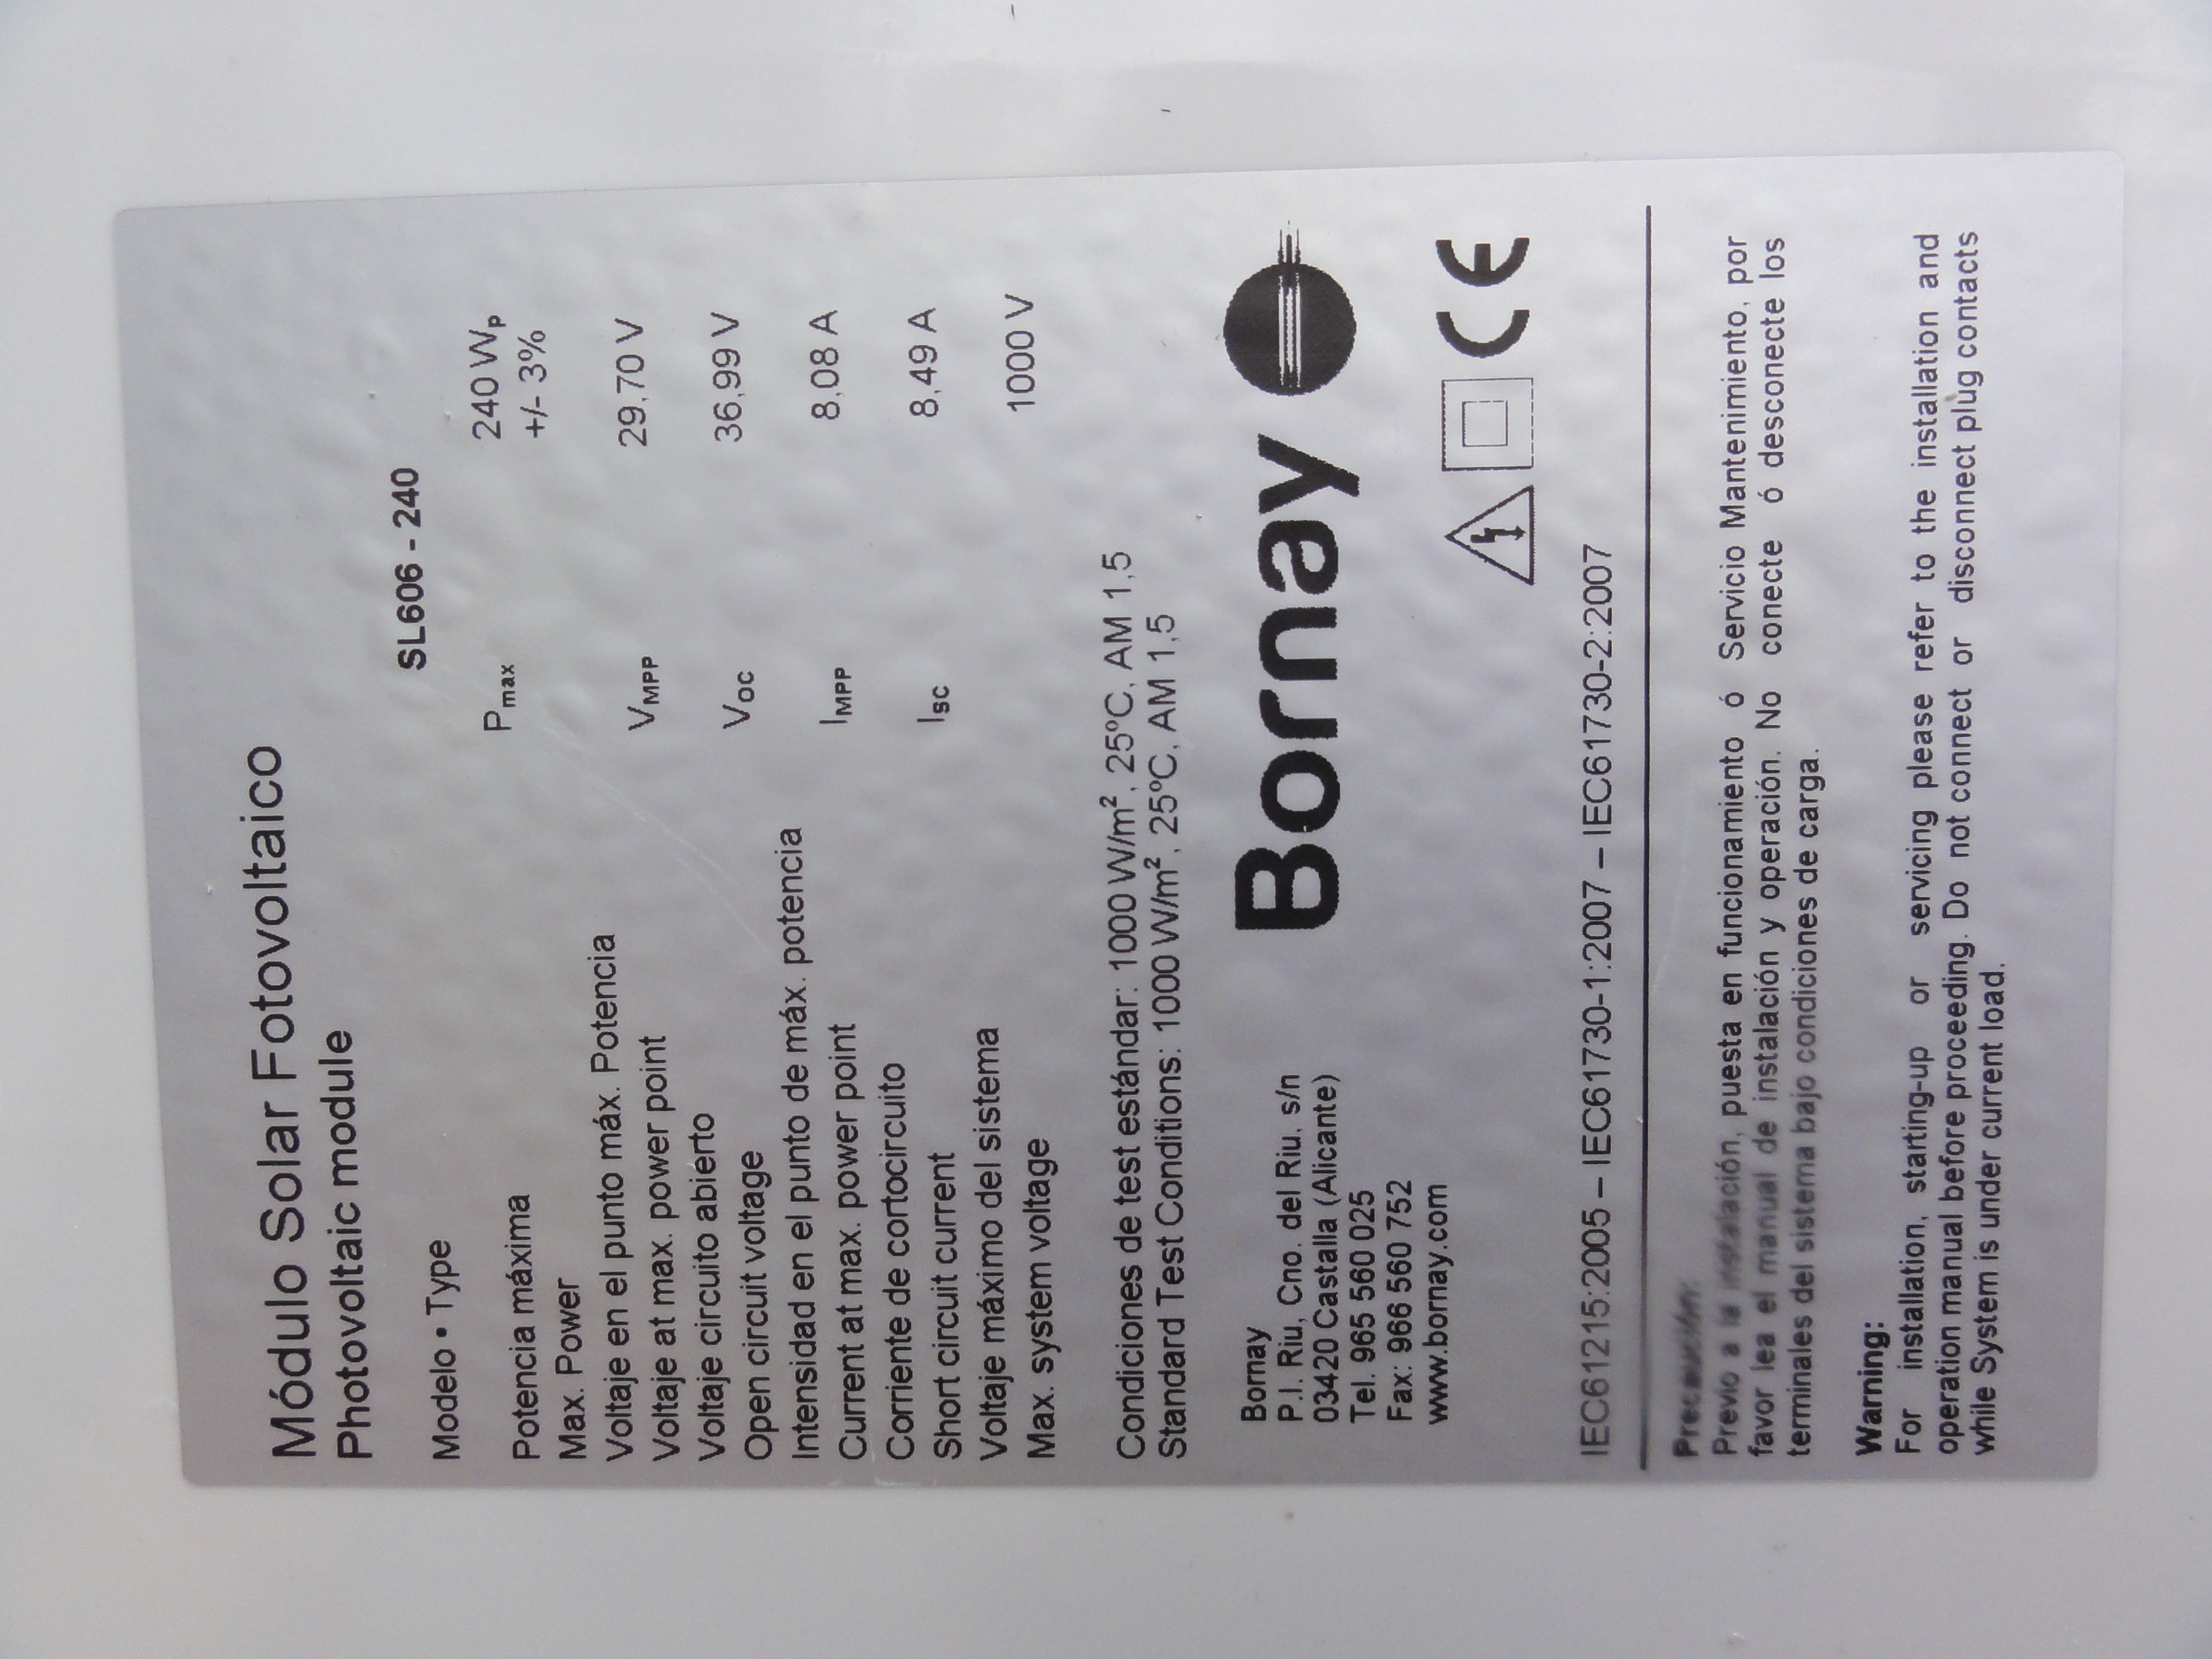 Módulo Solar Fotovoltaico
Photovoltaic module
Modelo • Type SL606 - 240
Potencia máxima Pmax 240 Wp
Max. Power +/- 3%
Voltaje en el punto máx. Potencia
Voltaje at max. power point VMPP 29,70 V
Voltaje circuito abierto
Open circuit voltage VOC 36,99 V
Intensidad en el punto de máx. potencia
Current at max. power point IMPP 8,08 A
Corriente de cortocircuito
Short circuit current ISC 8,49 A
Voltaje máximo del sistema
Max. system voltage 1000 V
Condiciones de test estándar: 1000 W/m², 25ºC, AM 1,5
Standard Test Conditions: 1000 W/m², 25ºC, AM 1,5
Bornay
P.I. Riu, Cno. del Riu, s/n
03420 Castalla (Alicante)
Tel. 965 560 025
Fax: 966 560 752
www.bornay.com
Bornay
CE
IEC61215:2005 – IEC61730-1:2007 – IEC61730-2:2007
Precaución:
Previo a la instalación, puesta en funcionamiento ó Servicio Mantenimiento, por
favor lea el manual de instalación y operación. No conecte ó desconecte los
terminales del sistema bajo condiciones de carga.
Warning:
For installation, starting-up or servicing please refer to the installation and
operation manual before proceeding. Do not connect or disconnect plug contacts
while System is under current load.